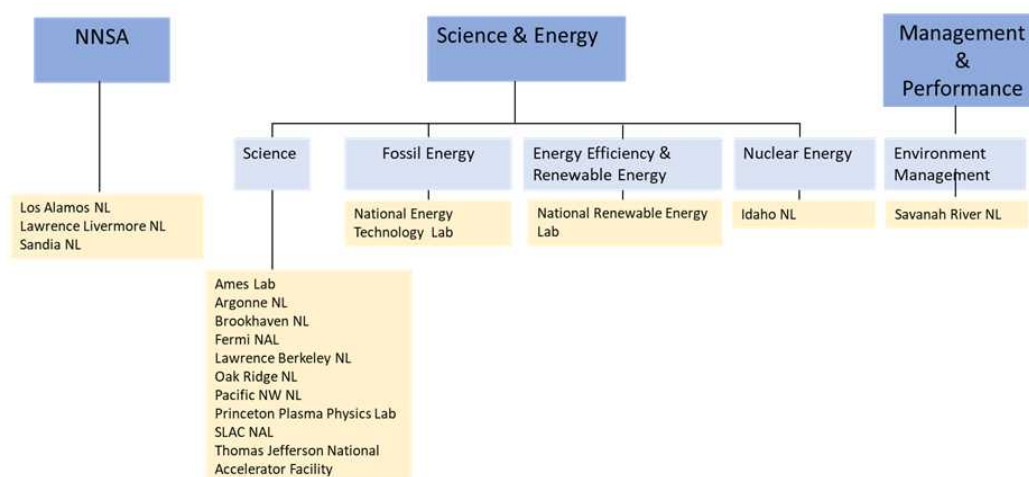 NNSA
Science & Energy
Management
&
Performance
Science
Fossil Energy
Energy Efficiency &
Renewable Energy
Nuclear Energy
Environment
Management
Los Alamos NL
Lawrence Livermore NL
Sandia NL
National Energy
Technology Lab
National Renewable Energy
Lab
Idaho NL
Savanah River NL
Ames Lab
Argonne NL
Brookhaven NL
Fermi NAL
Lawrence Berkeley NL
Oak Ridge NL
Pacific NW NL
Princeton Plasma Physics Lab
SLAC NAL
Thomas Jefferson National
Accelerator Facility